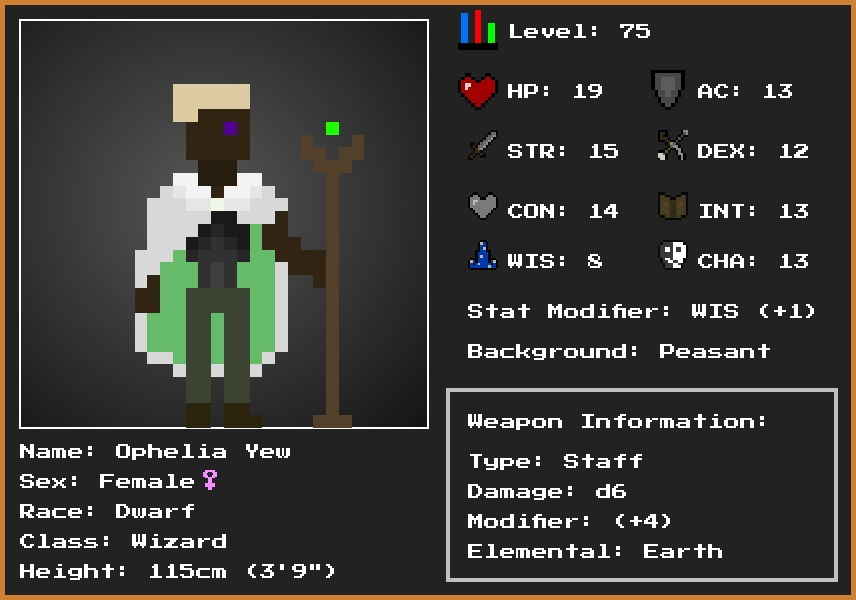 Level: 75
HP: 19 AC: 13
STR: 15 DEX: 12
CON: 14 INT: 13
WIS: 8 CHA: 13
Stat Modifier: WIS (+1)
Background: Peasant
Weapon Information:
Type: Staff
Damage: d6
Modifier: (+4)
Elemental: Earth
Name: Ophelia Yew
Sex: Female♀
Race: Dwarf
Class: Wizard
Height: 115cm (3'9")